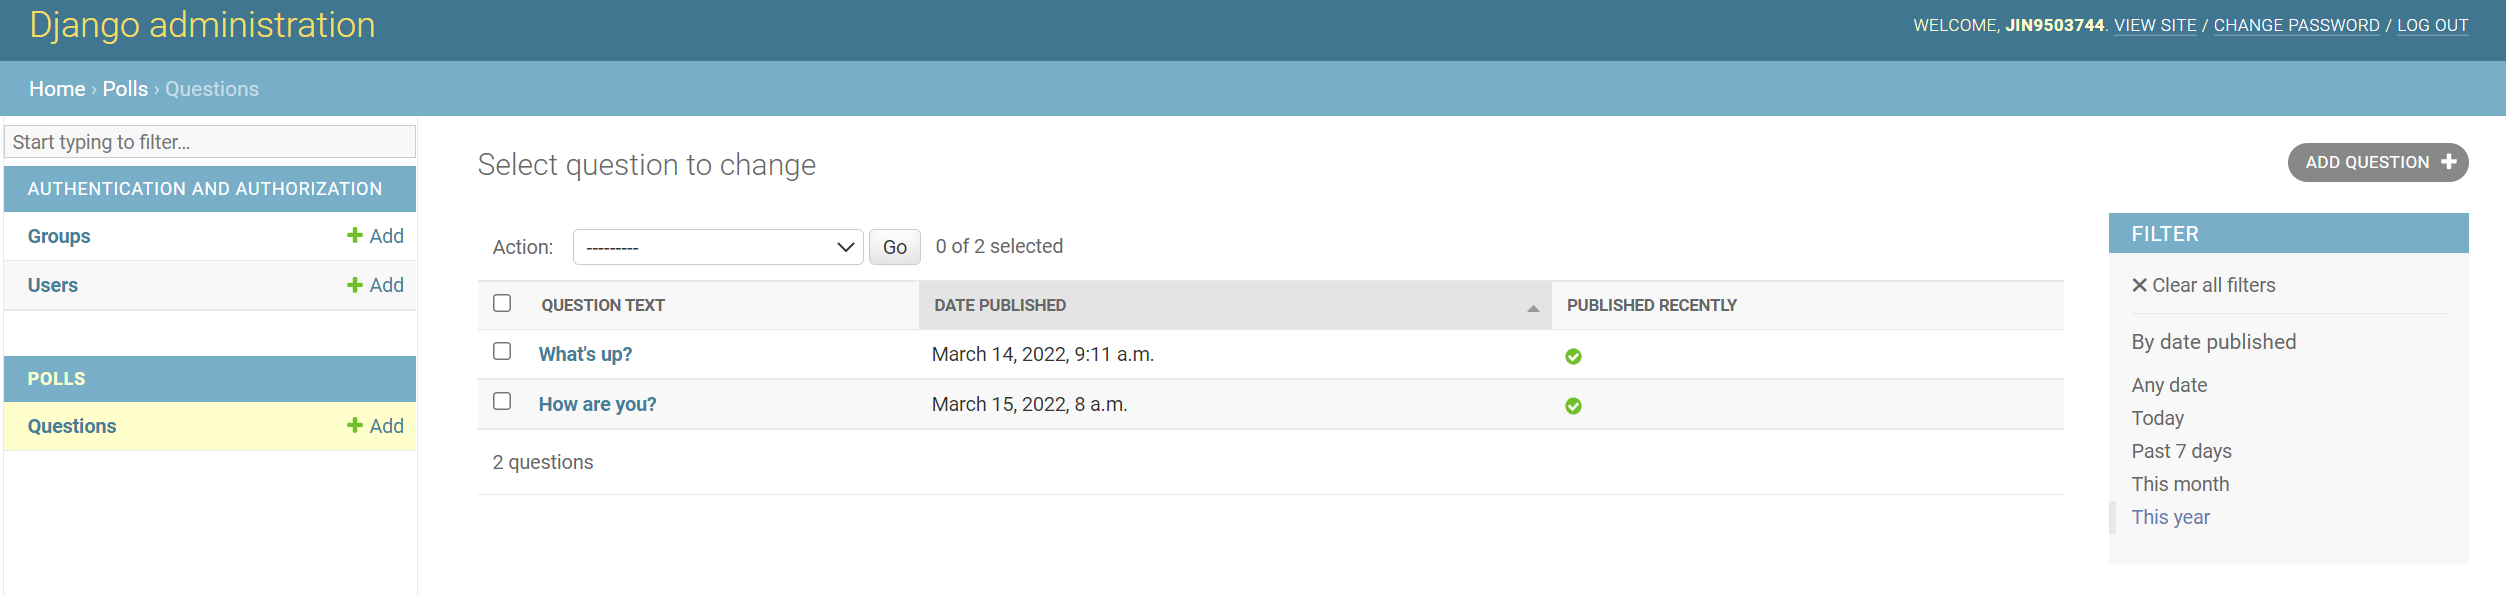 Django administration
WELCOME, JIN9503744. VIEW SITE / CHANGE PASSWORD / LOG OUT
Home › Polls › Questions
Start typing to filter...
AUTHENTICATION AND AUTHORIZATION
Groups Add
Users Add
POLLS
Questions Add
Select question to change
ADD QUESTION
Action: --------- Go 0 of 2 selected
QUESTION TEXT DATE PUBLISHED PUBLISHED RECENTLY
What's up? March 14, 2022, 9:11 a.m.
How are you? March 15, 2022, 8 a.m.
2 questions
FILTER
Clear all filters
By date published
Any date
Today
Past 7 days
This month
This year